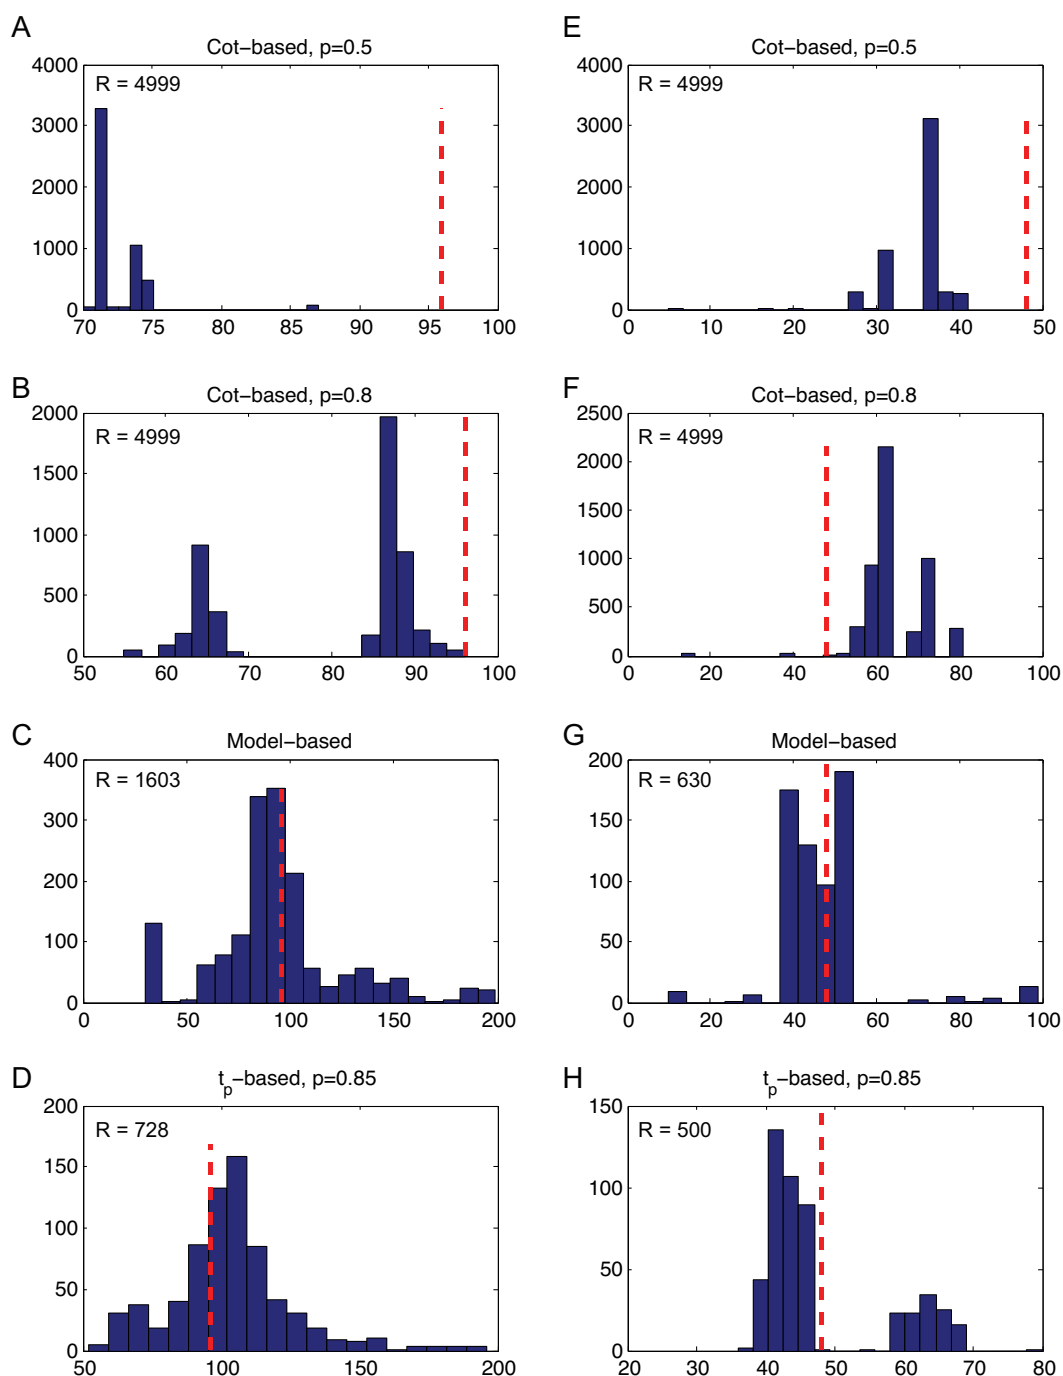 A
Cot-based, p=0.5
R = 4999
4000
3000
2000
1000
0
70 75 80 85 90 95 100
E
Cot-based, p=0.5
R = 4999
4000
3000
2000
1000
0
0 10 20 30 40 50
B
Cot-based, p=0.8
R = 4999
2000
1500
1000
500
0
50 60 70 80 90 100
F
Cot-based, p=0.8
R = 4999
2500
2000
1500
1000
500
0
0 20 40 60 80 100
C
Model-based
R = 1603
400
300
200
100
0
0 50 100 150 200
G
Model-based
R = 630
200
150
100
50
0
0 20 40 60 80 100
D
t_p-based, p=0.85
R = 728
200
150
100
50
0
50 100 150 200
H
t_p-based, p=0.85
R = 500
150
100
50
0
20 30 40 50 60 70 80